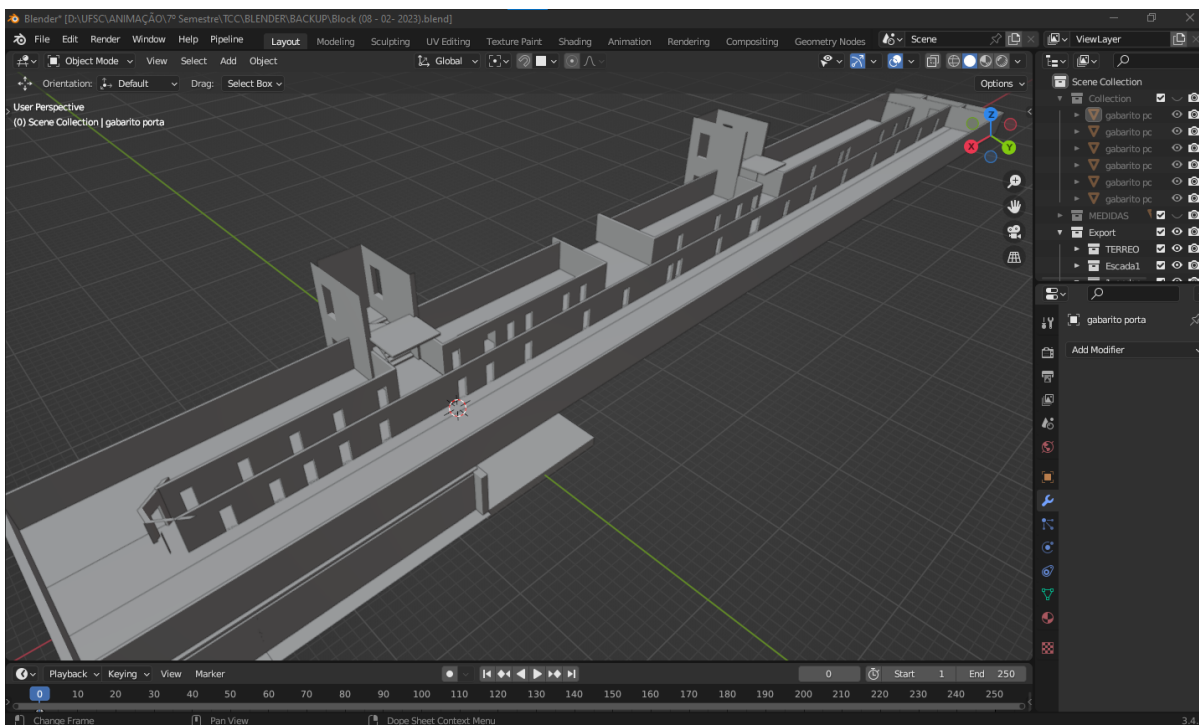 Blender* [D:\UFSC\ANIMAÇÃO\7º Semestre\TCC\BLENDER\BACKUP\Block (08 - 02- 2023).blend]
File Edit Render Window Help Pipeline Layout Modeling Sculpting UV Editing Texture Paint Shading Animation Rendering Compositing Geometry Nodes Scene ViewLayer
Object Mode View Select Add Object Global
Orientation: Default Drag: Select Box Options
User Perspective
(0) Scene Collection | gabarito porta
Z
X
Y
Scene Collection
Collection
gabarito pc
gabarito pc
gabarito pc
gabarito pc
gabarito pc
gabarito pc
MEDIDAS
Export
TERREO
Escada1
gabarito porta
Add Modifier
Playback Keying View Marker 0 Start 1 End 250
0 10 20 30 40 50 60 70 80 90 100 110 120 130 140 150 160 170 180 190 200 210 220 230 240 250
Change Frame Pan View Dope Sheet Context Menu 3.4.